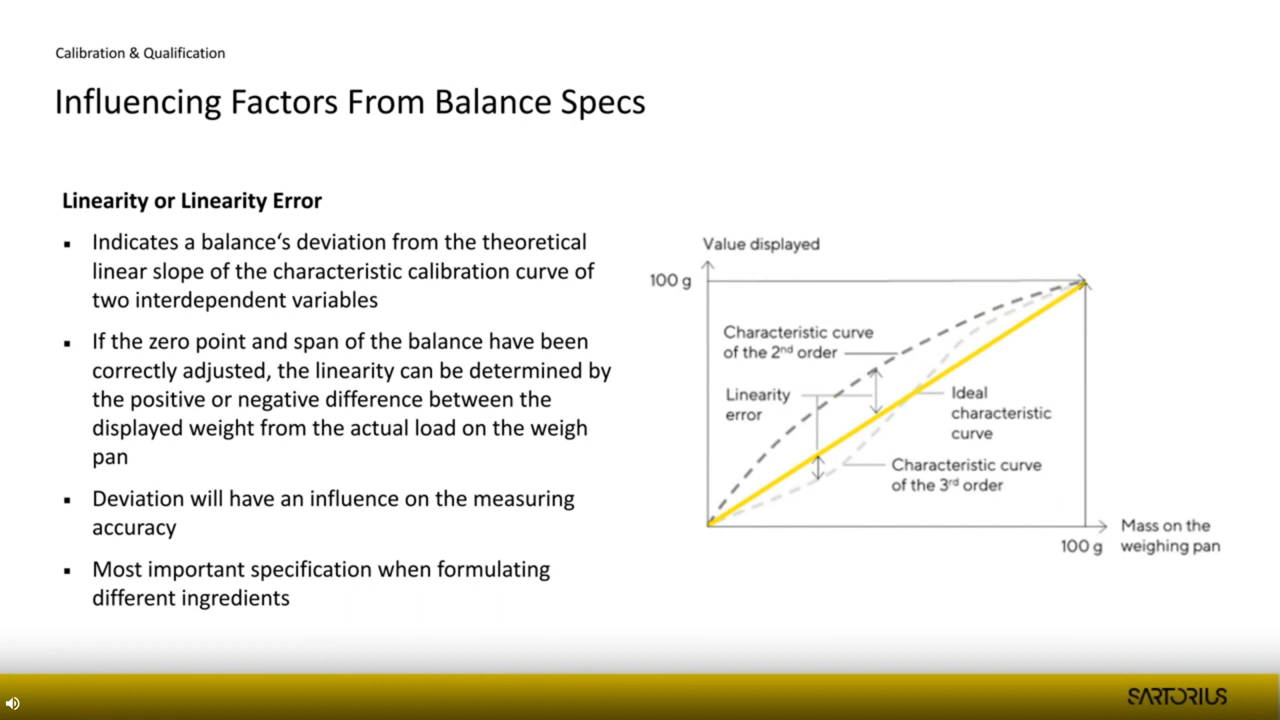 Calibration & Qualification
Influencing Factors From Balance Specs
Linearity or Linearity Error
▪ Indicates a balance‘s deviation from the theoretical
linear slope of the characteristic calibration curve of
two interdependent variables
▪ If the zero point and span of the balance have been
correctly adjusted, the linearity can be determined by
the positive or negative difference between the
displayed weight from the actual load on the weigh
pan
▪ Deviation will have an influence on the measuring
accuracy
▪ Most important specification when formulating
different ingredients
Value displayed
100 g
Characteristic curve
of the 2nd order
Linearity
error
Ideal
characteristic
curve
Characteristic curve
of the 3rd order
Mass on the
weighing pan
100 g
SARTORIUS